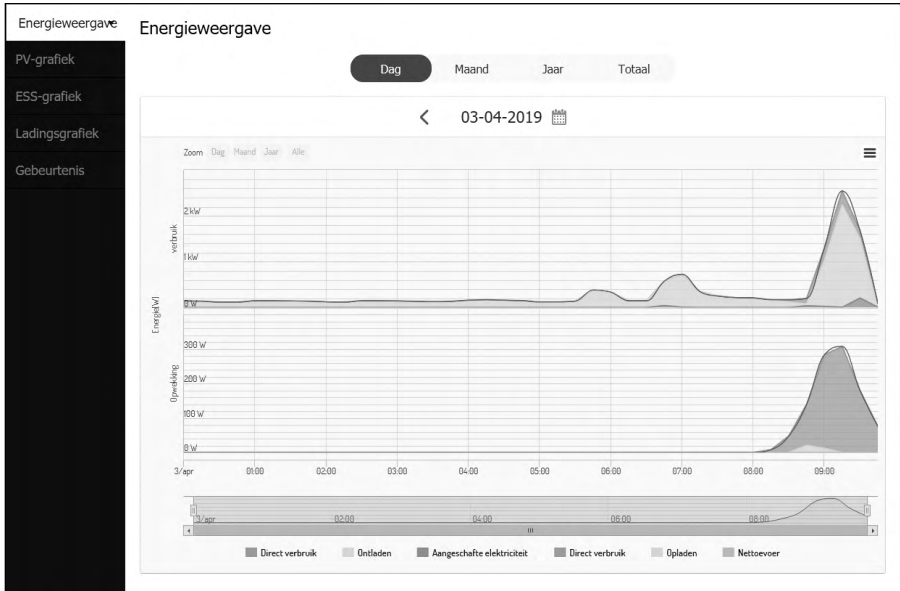 Energieweergave
PV-grafiek
ESS-grafiek
Ladingsgrafiek
Gebeurtenis
Energieweergave
Dag Maand Jaar Totaal
03-04-2019
Zoom Dag Maand Jaar Alle
Energie[W]
verbruik
2 kW
1 kW
0 W
Opwekking
300 W
200 W
100 W
0 W
3/apr 01:00 02:00 03:00 04:00 05:00 06:00 07:00 08:00 09:00
3/apr 02:00 04:00 06:00 08:00
Direct verbruik Ontladen Aangeschafte elektriciteit Direct verbruik Opladen Nettoevoer